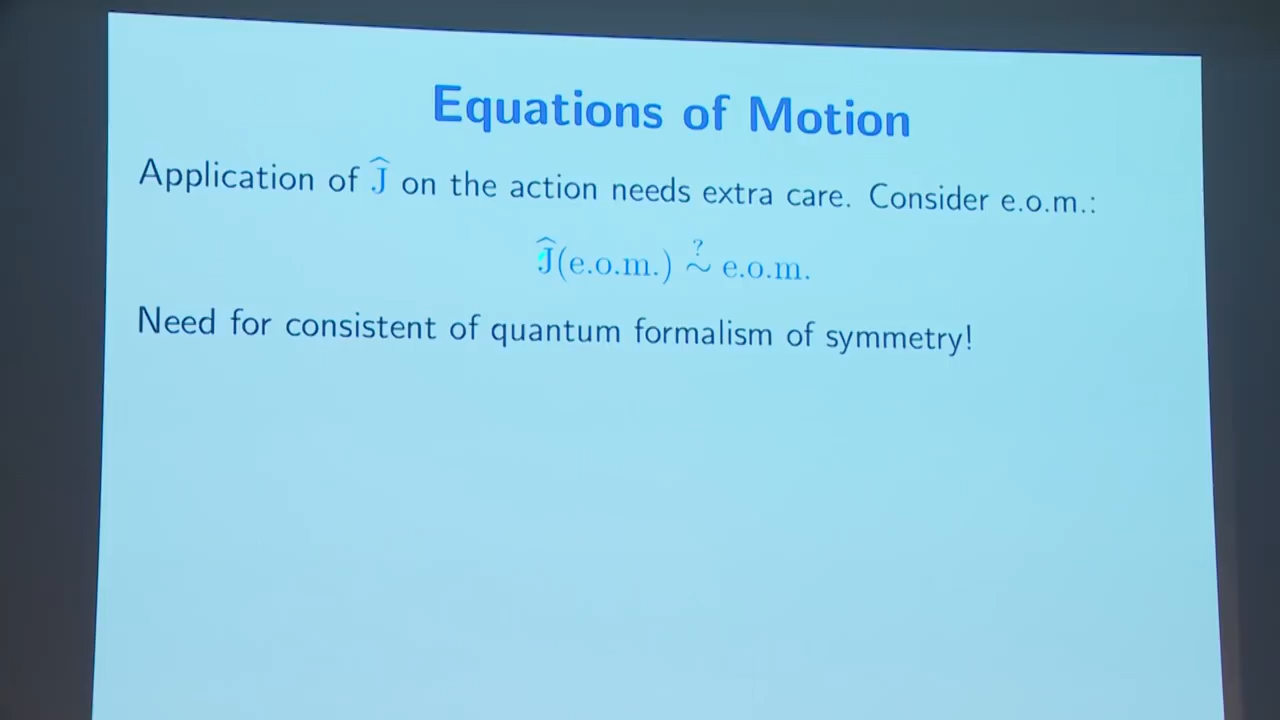 Equations of Motion
Application of Ĵ on the action needs extra care. Consider e.o.m.:
Ĵ(e.o.m.) ?∼ e.o.m.
Need for consistent of quantum formalism of symmetry!